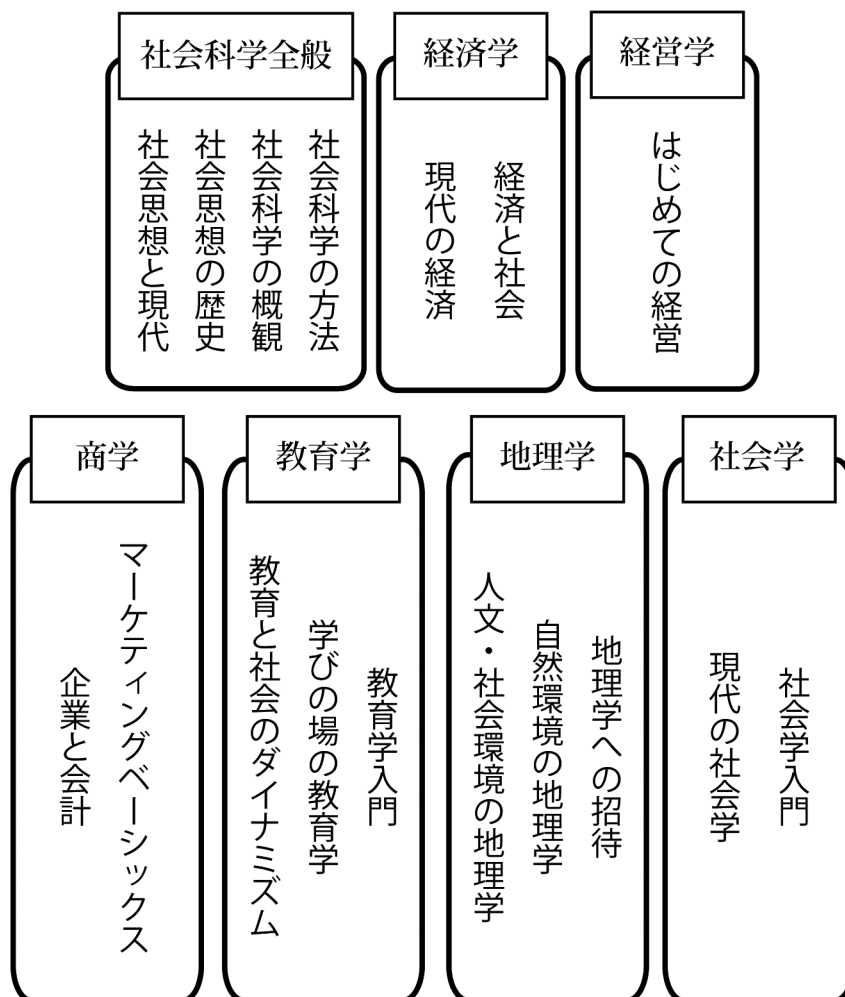 社会科学全般
社会科学の方法
社会科学の概観
社会思想の歴史
社会思想と現代
経済学
経済と社会
現代の経済
経営学
はじめての経営
商学
マーケティングベーシックス
企業と会計
教育学
教育学入門
学びの場の教育学
教育と社会のダイナミズム
地理学
地理学への招待
自然環境の地理学
人文・社会環境の地理学
社会学
社会学入門
現代の社会学